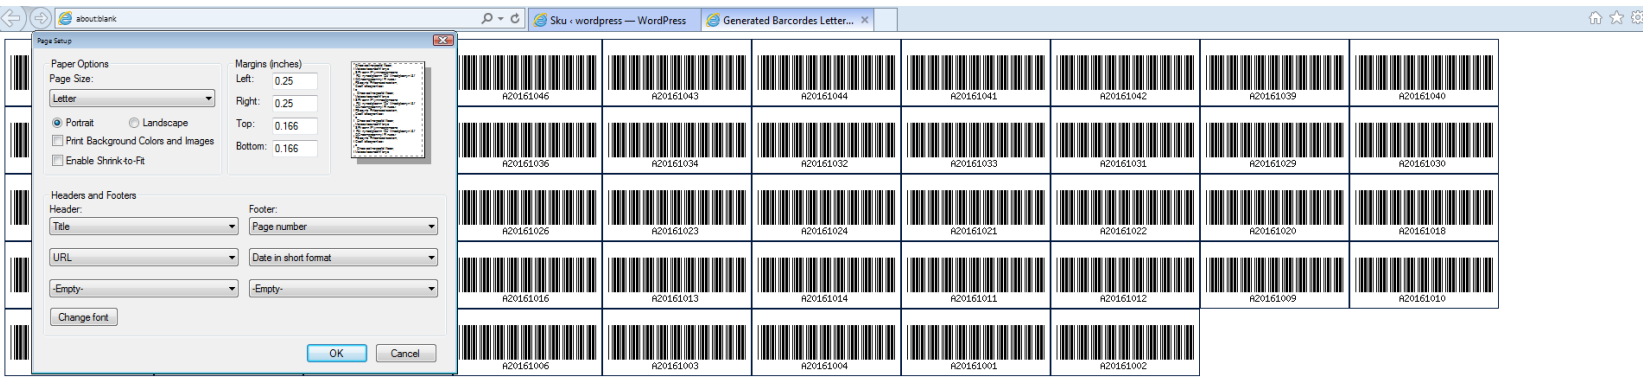 about:blank
Sku ‹ wordpress — WordPress
Generated Barcordes Letter...
Page Setup
Paper Options
Page Size:
Letter
Portrait
Landscape
Print Background Colors and Images
Enable Shrink-to-Fit
Margins (inches)
Left: 0.25
Right: 0.25
Top: 0.166
Bottom: 0.166
Headers and Footers
Header:
Footer:
Title
Page number
URL
Date in short format
-Empty-
-Empty-
Change font
OK
Cancel
A20161046 A20161043 A20161044 A20161041 A20161042 A20161039 A20161040
A20161036 A20161034 A20161032 A20161033 A20161031 A20161029 A20161030
A20161026 A20161023 A20161024 A20161021 A20161022 A20161020 A20161018
A20161016 A20161013 A20161014 A20161011 A20161012 A20161009 A20161010
A20161006 A20161003 A20161004 A20161001 A20161002